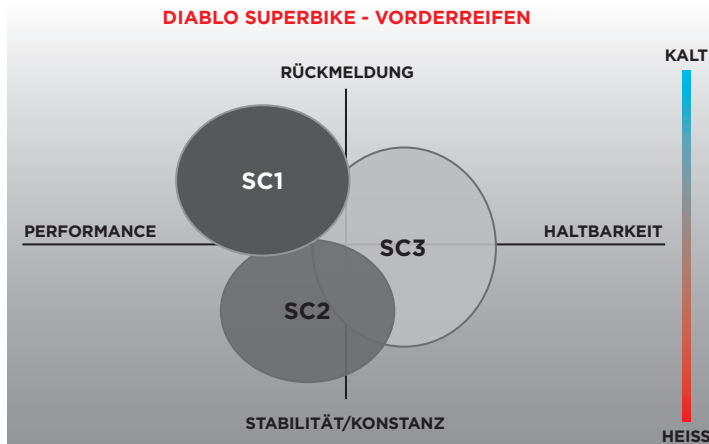 DIABLO SUPERBIKE - VORDERREIFEN
KALT
RÜCKMELDUNG
SC1
PERFORMANCE
HALTBARKEIT
SC3
SC2
STABILITÄT/KONSTANZ
HEISS